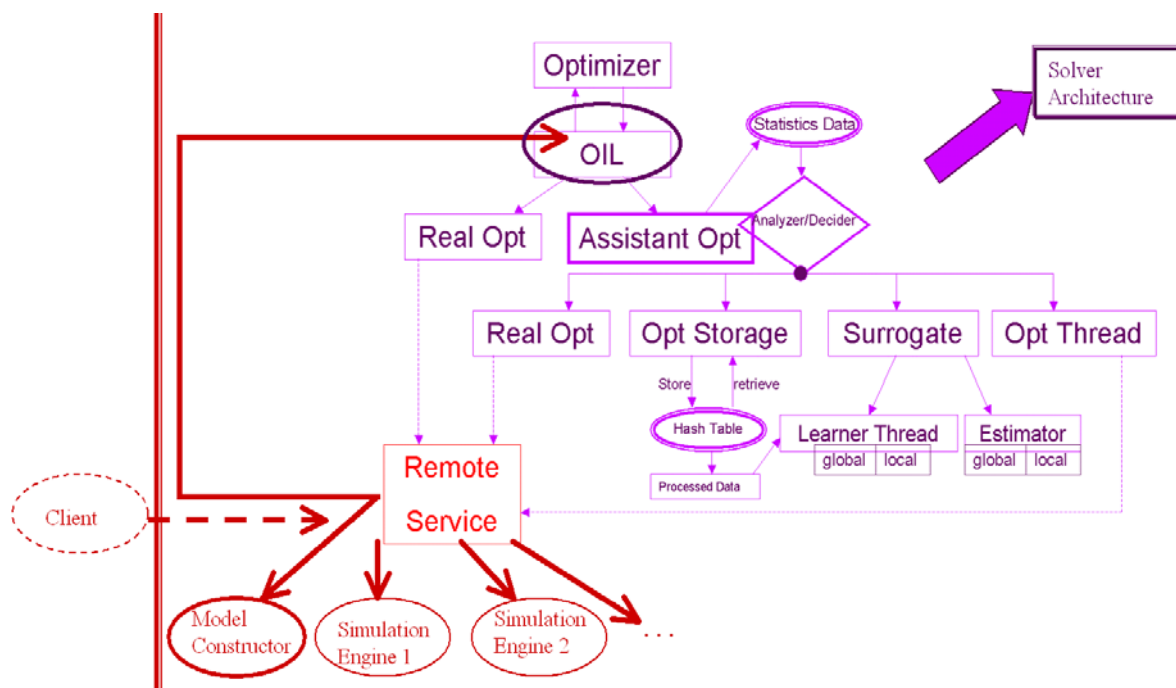 Optimizer
Solver
Architecture
Statistics Data
OIL
Real Opt
Assistant Opt
Analyzer/Decider
Real Opt
Opt Storage
Surrogate
Opt Thread
Store
retrieve
Hash Table
Learner Thread
global local
Estimator
global local
Processed Data
Remote
Service
Client
Model
Constructor
Simulation
Engine 1
Simulation
Engine 2
. . .